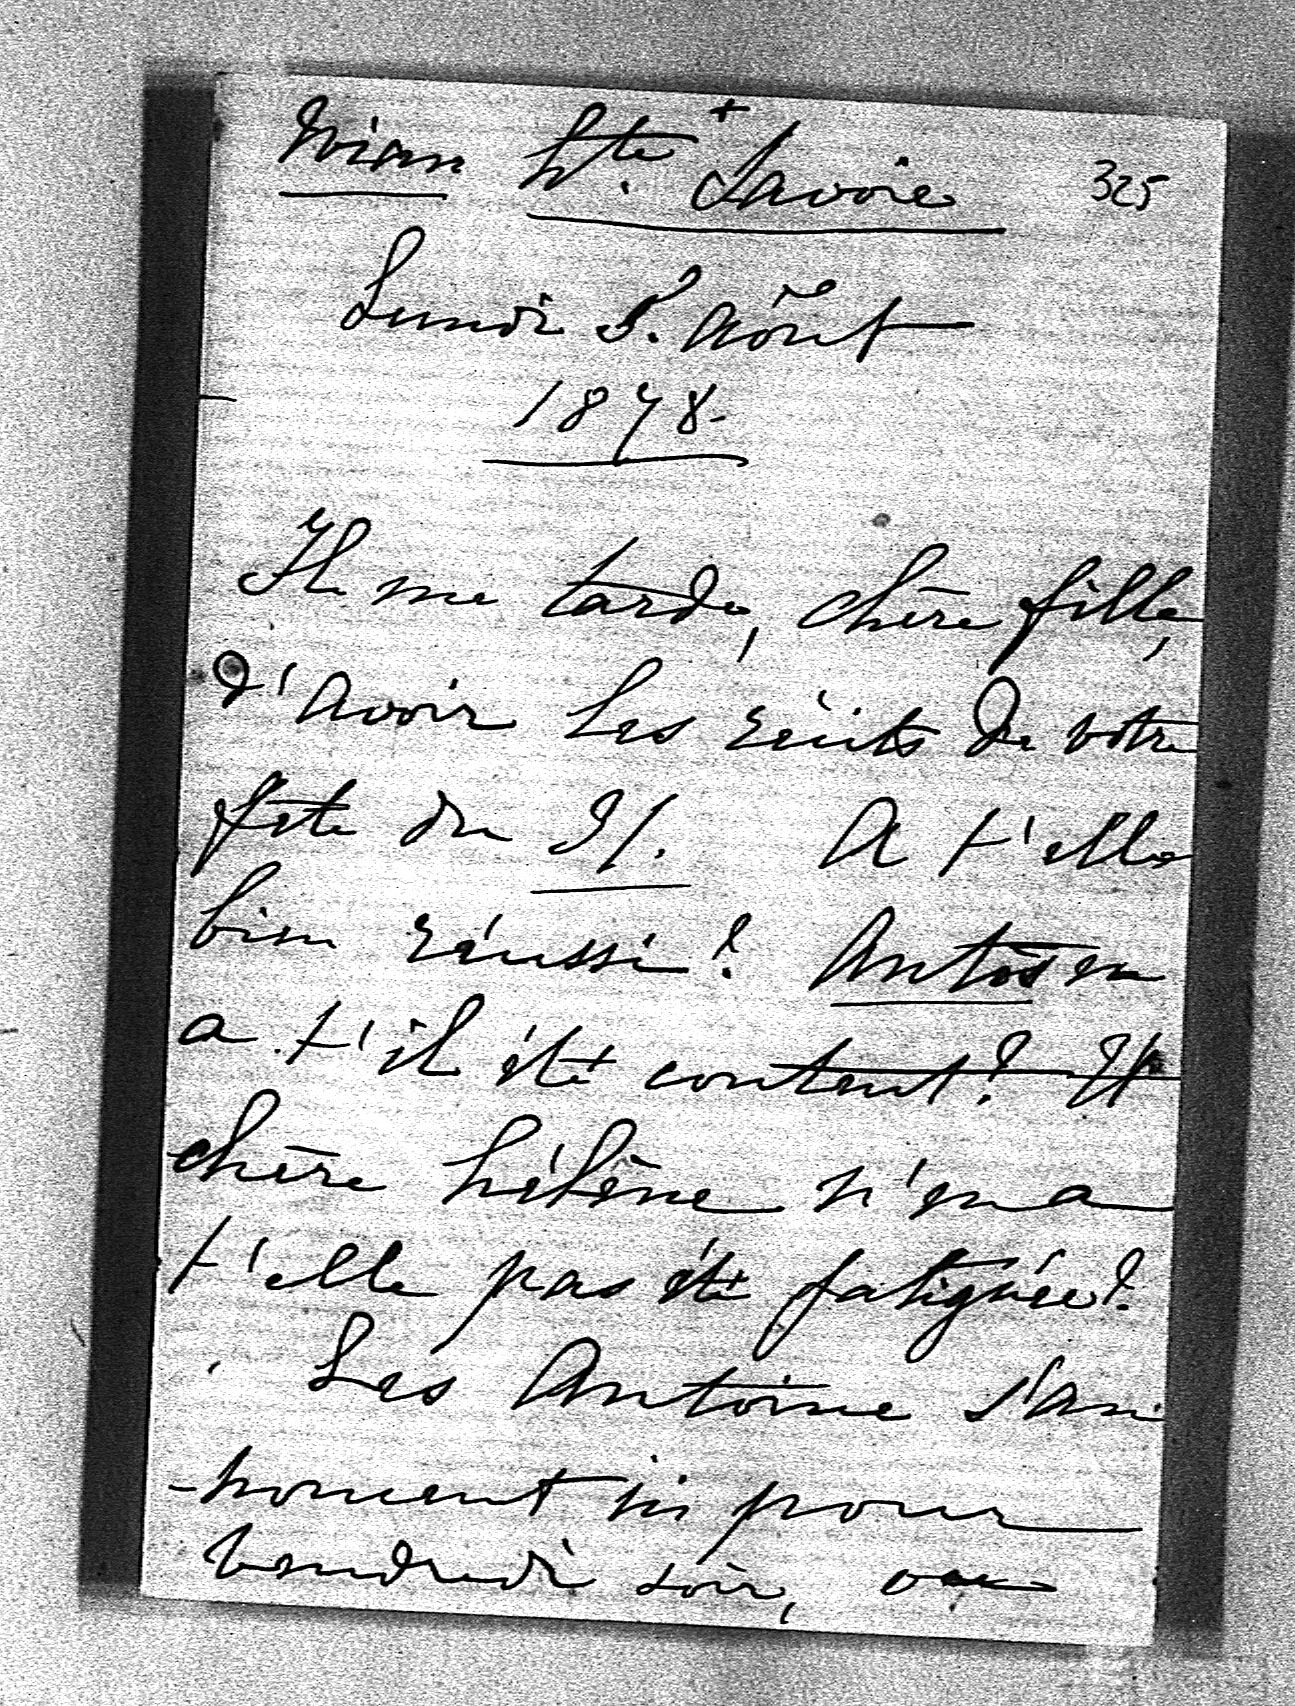 Evian Hte. + Savoie 325
Lundi 5. Août
1878-
Il me tarde, chère fille,
d'avoir les récits de votre
fête du 31. A t'elle
bien réussi? Antos en
a t'il été content? Et
chère hélène n'en a
t'elle pas été fatiguée?
Les Antoine s'an
-noncent ici pour
vendredi soir, ou